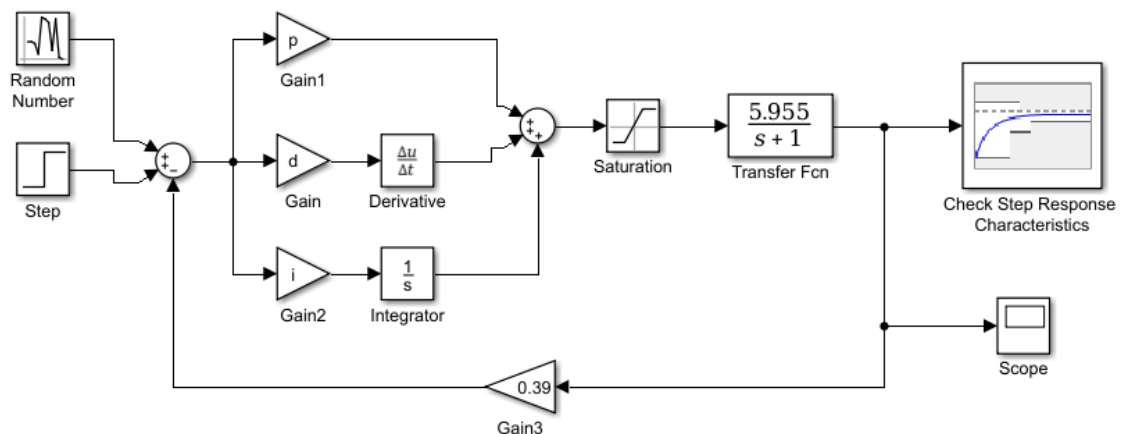 Random
Number
Step
p
Gain1
d
Gain
Δu
Δt
Derivative
i
Gain2
1
s
Integrator
Saturation
5.955
s + 1
Transfer Fcn
Check Step Response
Characteristics
Scope
0.39
Gain3